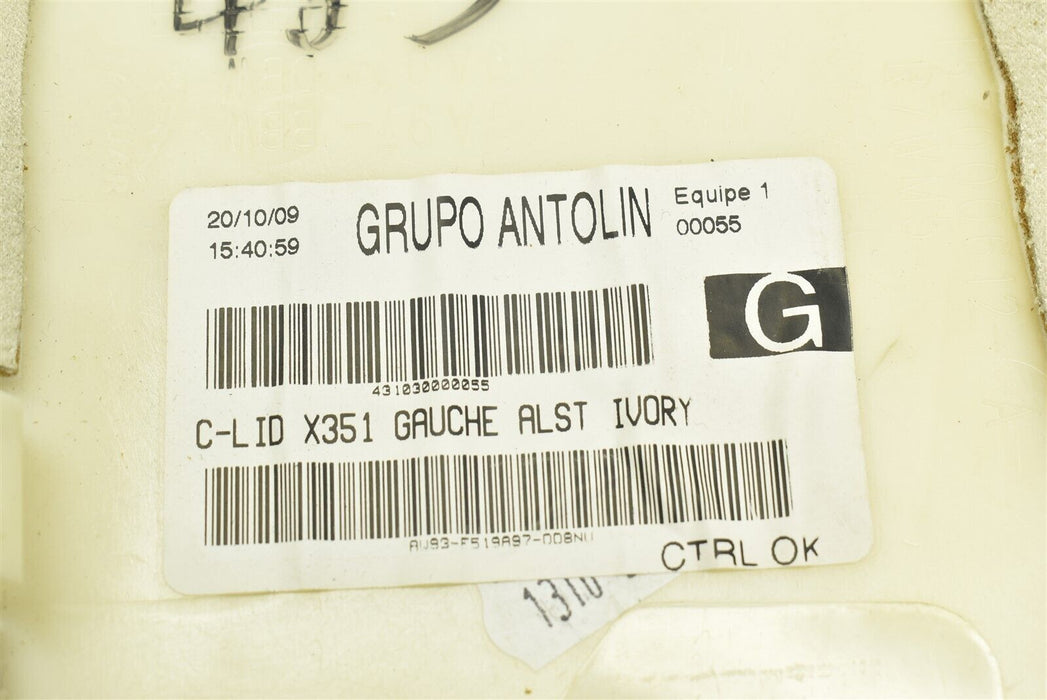 20/10/09
15:40:59
GRUPO ANTOLIN
Equipe 1
00055
G
431030000055
C-LID X351 GAUCHE ALST IVORY
CTRL OK